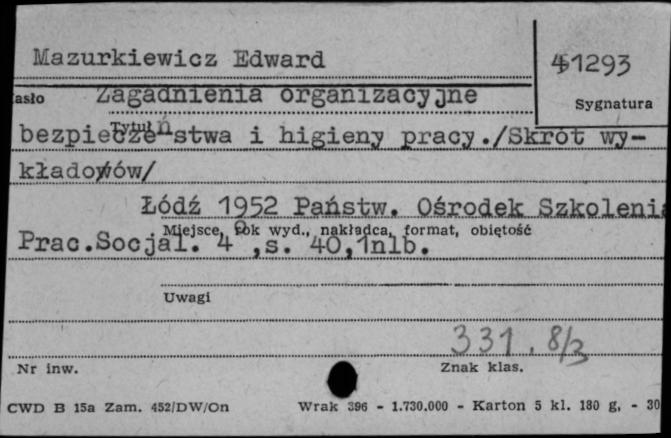 Mazurkiewicz Edward
41293
asło Zagadnienia organizacyjne
Sygnatura
Tytuł
bezpieczeństwa i higieny pracy./Skrót wy-
kładowów/
Łódź 1952 Państw. Ośrodek Szkolenia
Miejsce, rok wyd., nakładca, format, objętość
Prac.Socjal. 4°,s. 40,1nlb.
Uwagi
331.8/3
Nr inw.
Znak klas.
CWD B 15a Zam. 452/DW/On Wrak 396 - 1.730.000 - Karton 5 kl. 180 g, - 30